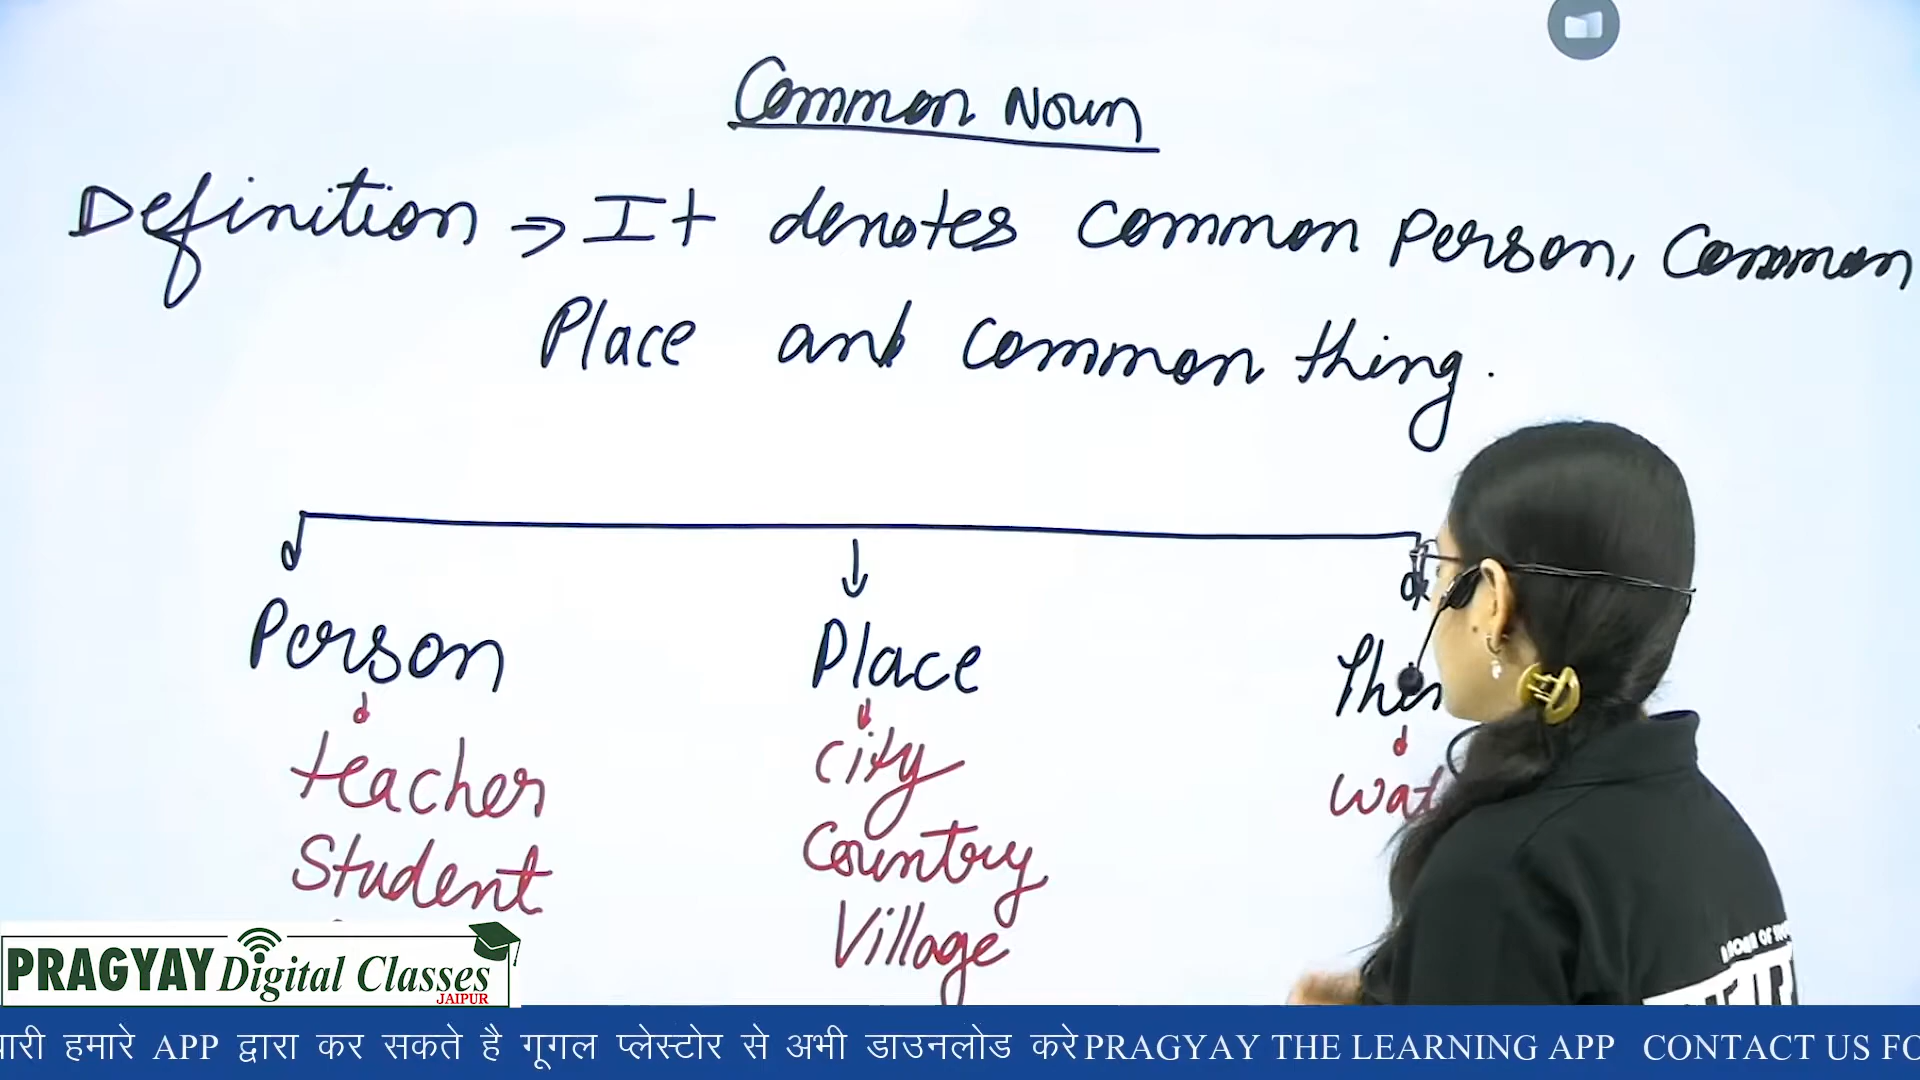 Common Noun
Definition → It denotes common Person, Common
Place and common thing.
Person
Place
teacher
City
Student
Country
Village
PRAGYAY Digital Classes
JAIPUR
हमारे APP द्वारा कर सकते है गूगल प्लेस्टोर से अभी डाउनलोड करे PRAGYAY THE LEARNING APP CONTACT US